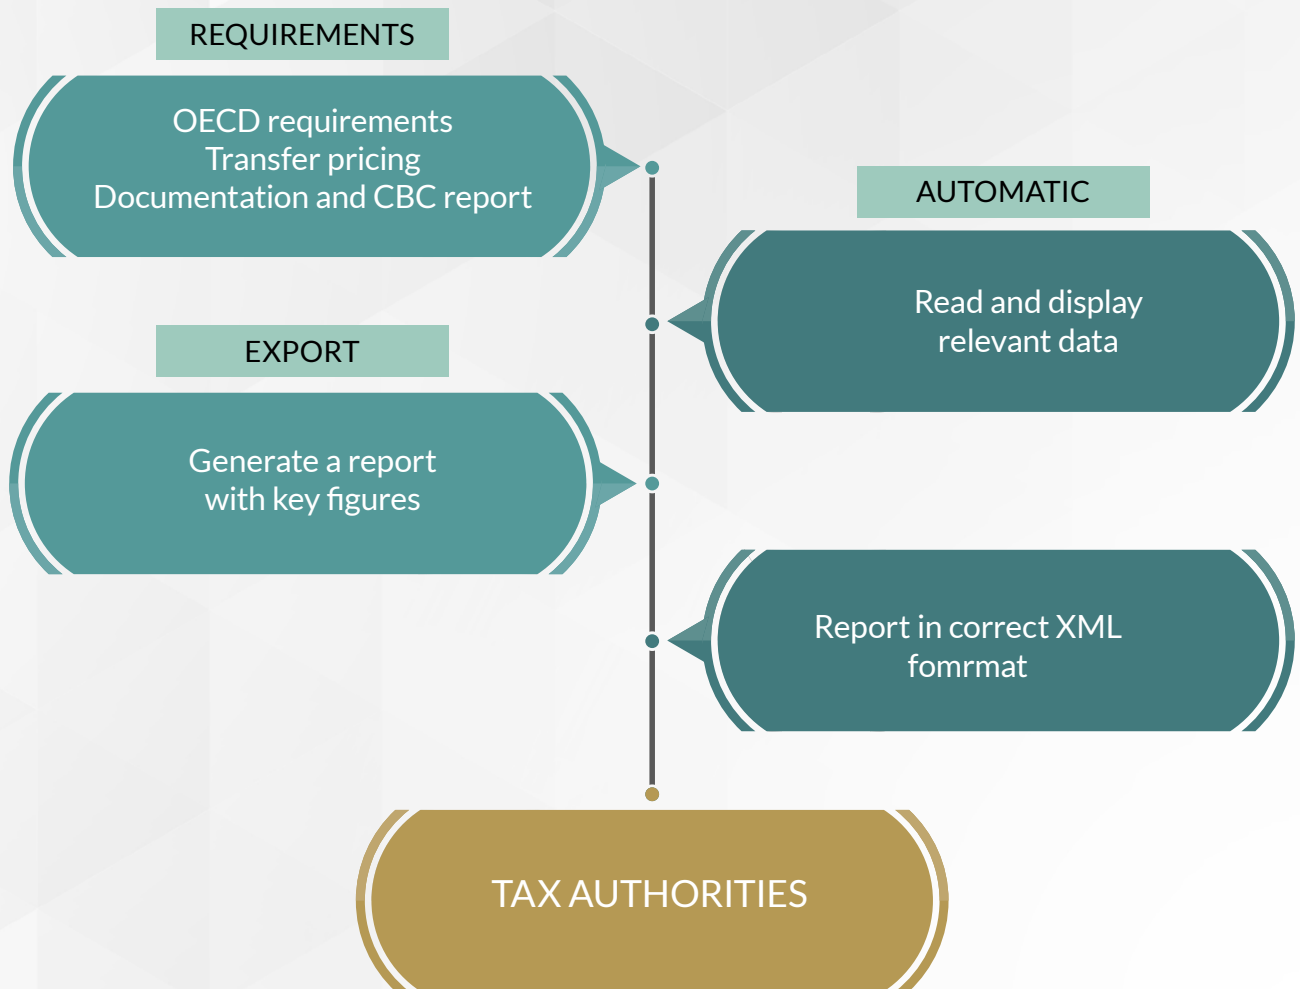 REQUIREMENTS
OECD requirements
Transfer pricing
Documentation and CBC report
AUTOMATIC
Read and display
relevant data
EXPORT
Generate a report
with key figures
Report in correct XML
fomrmat
TAX AUTHORITIES